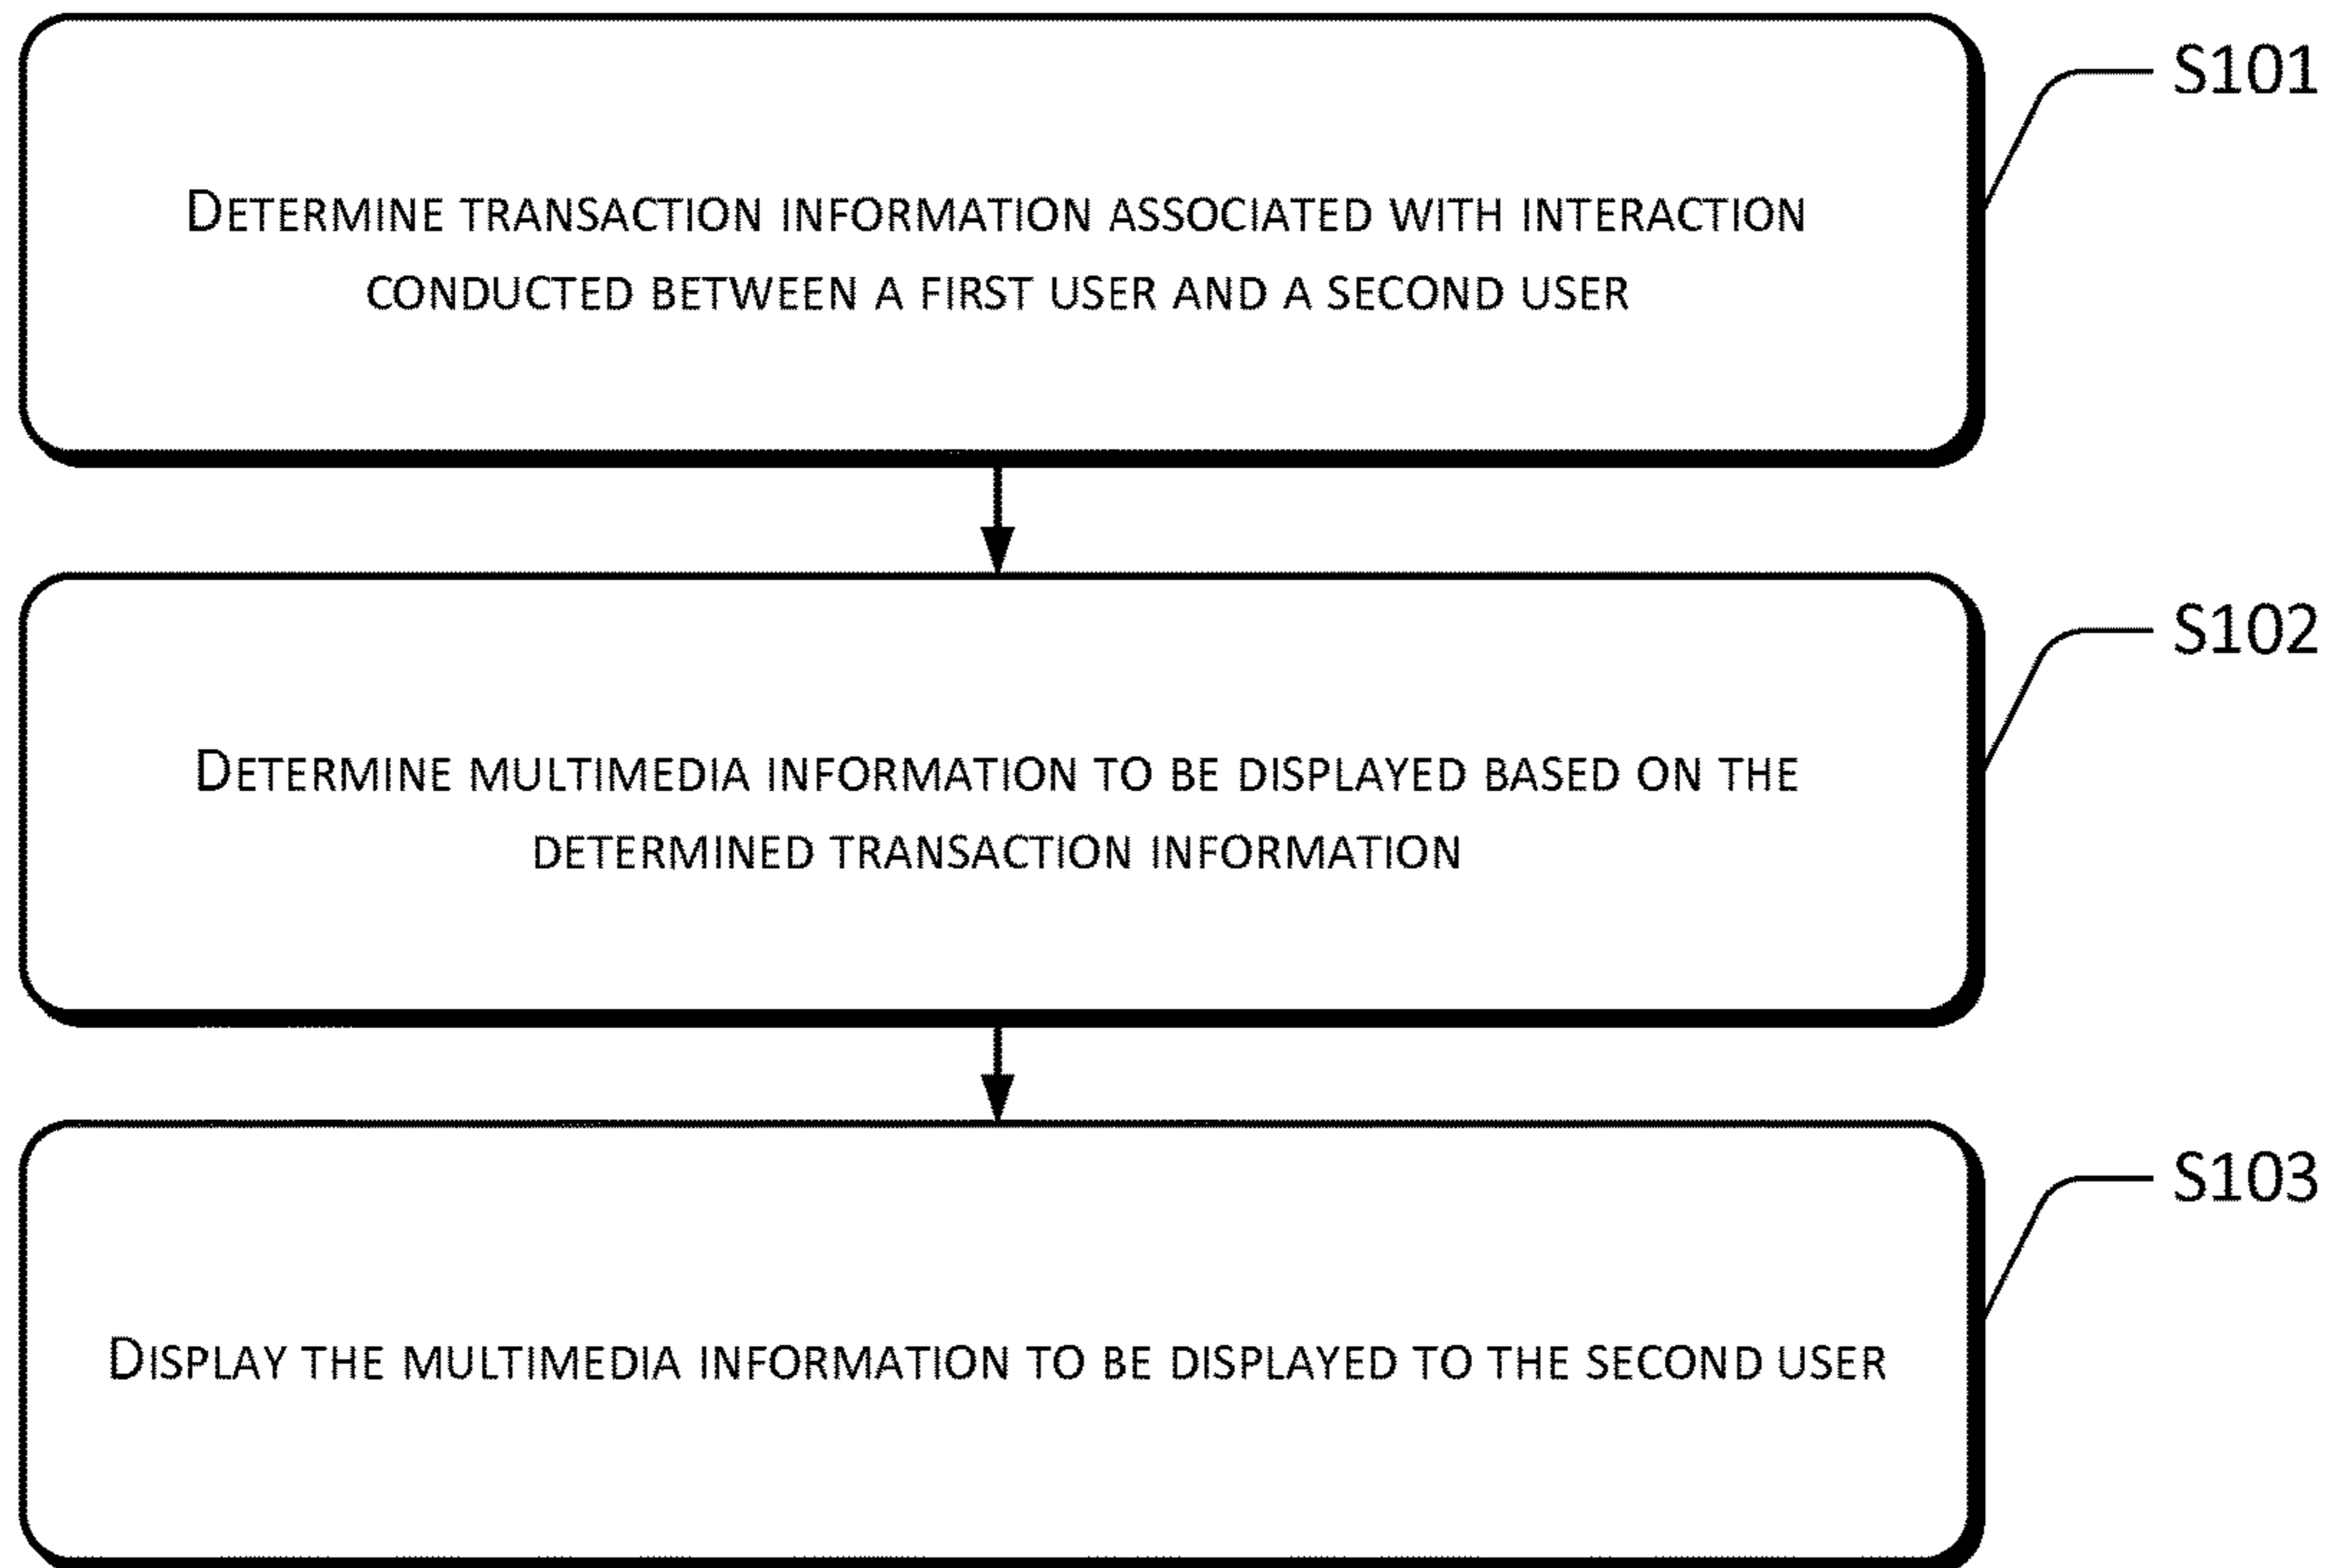 DETERMINE TRANSACTION INFORMATION ASSOCIATED WITH INTERACTION
CONDUCTED BETWEEN A FIRST USER AND A SECOND USER
S101
DETERMINE MULTIMEDIA INFORMATION TO BE DISPLAYED BASED ON THE
DETERMINED TRANSACTION INFORMATION
S102
DISPLAY THE MULTIMEDIA INFORMATION TO BE DISPLAYED TO THE SECOND USER
S103